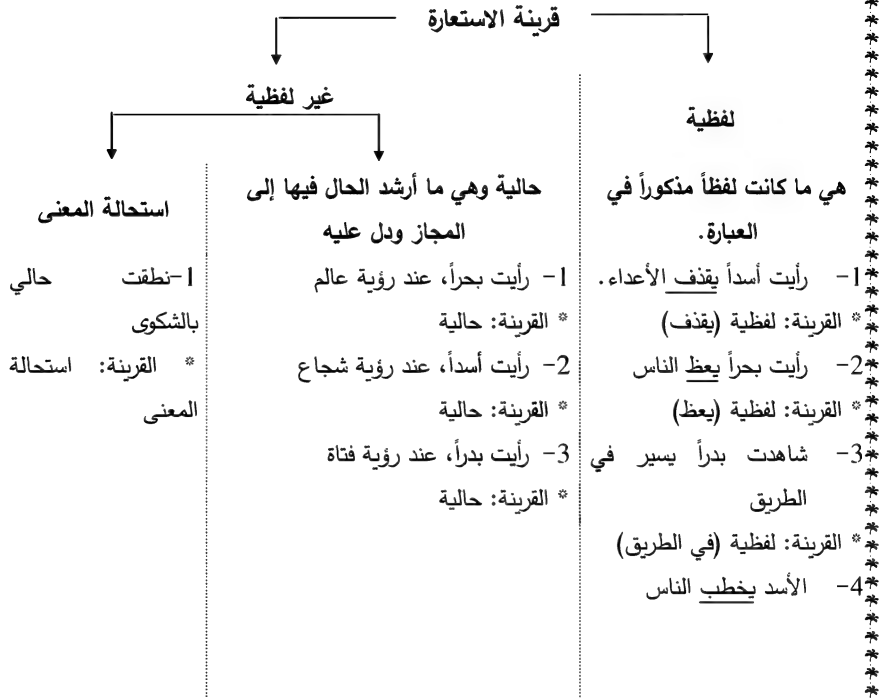 قرينة الاستعارة
لفظية
هي ما كانت لفظاً مذكوراً في
العبارة.
1- رأيت أسداً يقذف الأعداء.
* القرينة: لفظية (يقذف)
2- رأيت بحراً يعظ الناس
* القرينة: لفظية (يعظ)
3- شاهدت بدراً يسير في
الطريق
* القرينة: لفظية (في الطريق)
4- الأسد يخطب الناس
غير لفظية
حالية وهي ما أرشد الحال فيها إلى
المجاز ودل عليه
1- رأيت بحراً، عند رؤية عالم
* القرينة: حالية
2- رأيت أسداً، عند رؤية شجاع
* القرينة: حالية
3- رأيت بدراً، عند رؤية فتاة
* القرينة: حالية
استحالة المعنى
1-نطقت حالي
بالشكوى
* القرينة: استحالة
المعنى